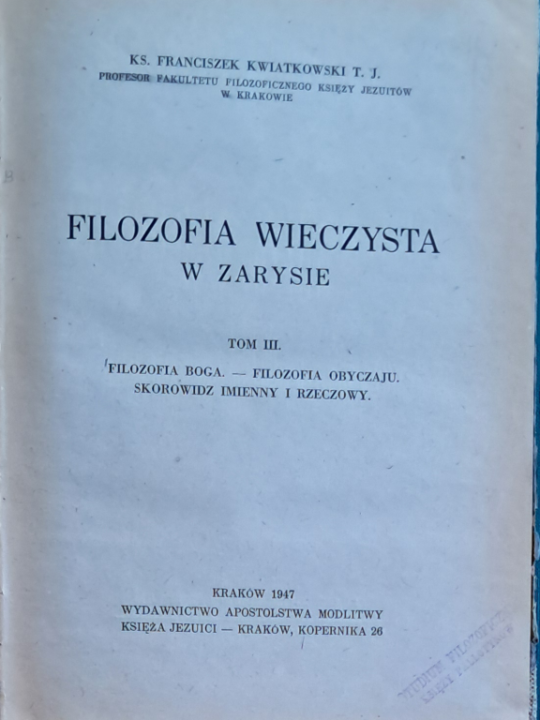 KS. FRANCISZEK KWIATKOWSKI T. J.
PROFESOR FAKULTETU FILOZOFICZNEGO KSIĘŻY JEZUITÓW
W KRAKOWIE
FILOZOFIA WIECZYSTA
W ZARYSIE
TOM III.
FILOZOFIA BOGA. — FILOZOFIA OBYCZAJU.
SKOROWIDZ IMIENNY I RZECZOWY.
KRAKÓW 1947
WYDAWNICTWO APOSTOLSTWA MODLITWY
KSIĘŻA JEZUICI — KRAKÓW, KOPERNIKA 26